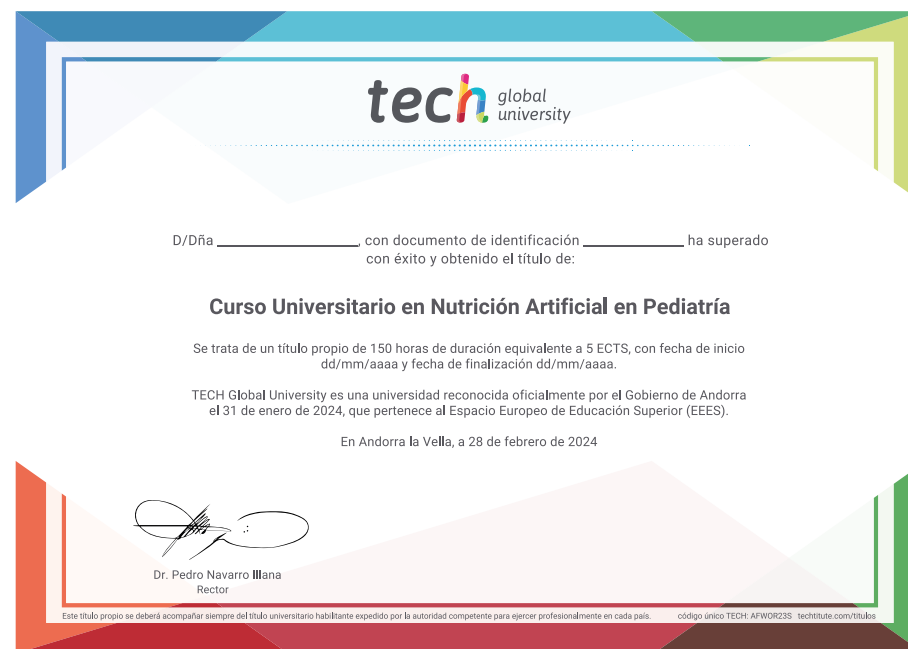 tech global university
D/Dña ________________, con documento de identificación ____________ ha superado
con éxito y obtenido el título de:
Curso Universitario en Nutrición Artificial en Pediatría
Se trata de un título propio de 150 horas de duración equivalente a 5 ECTS, con fecha de inicio
dd/mm/aaaa y fecha de finalización dd/mm/aaaa.
TECH Global University es una universidad reconocida oficialmente por el Gobierno de Andorra
el 31 de enero de 2024, que pertenece al Espacio Europeo de Educación Superior (EEES).
En Andorra la Vella, a 28 de febrero de 2024
Dr. Pedro Navarro Illana
Rector
Este título propio se deberá acompañar siempre del título universitario habilitante expedido por la autoridad competente para ejercer profesionalmente en cada país. código único TECH: AFWOR23S techtitute.com/titulos